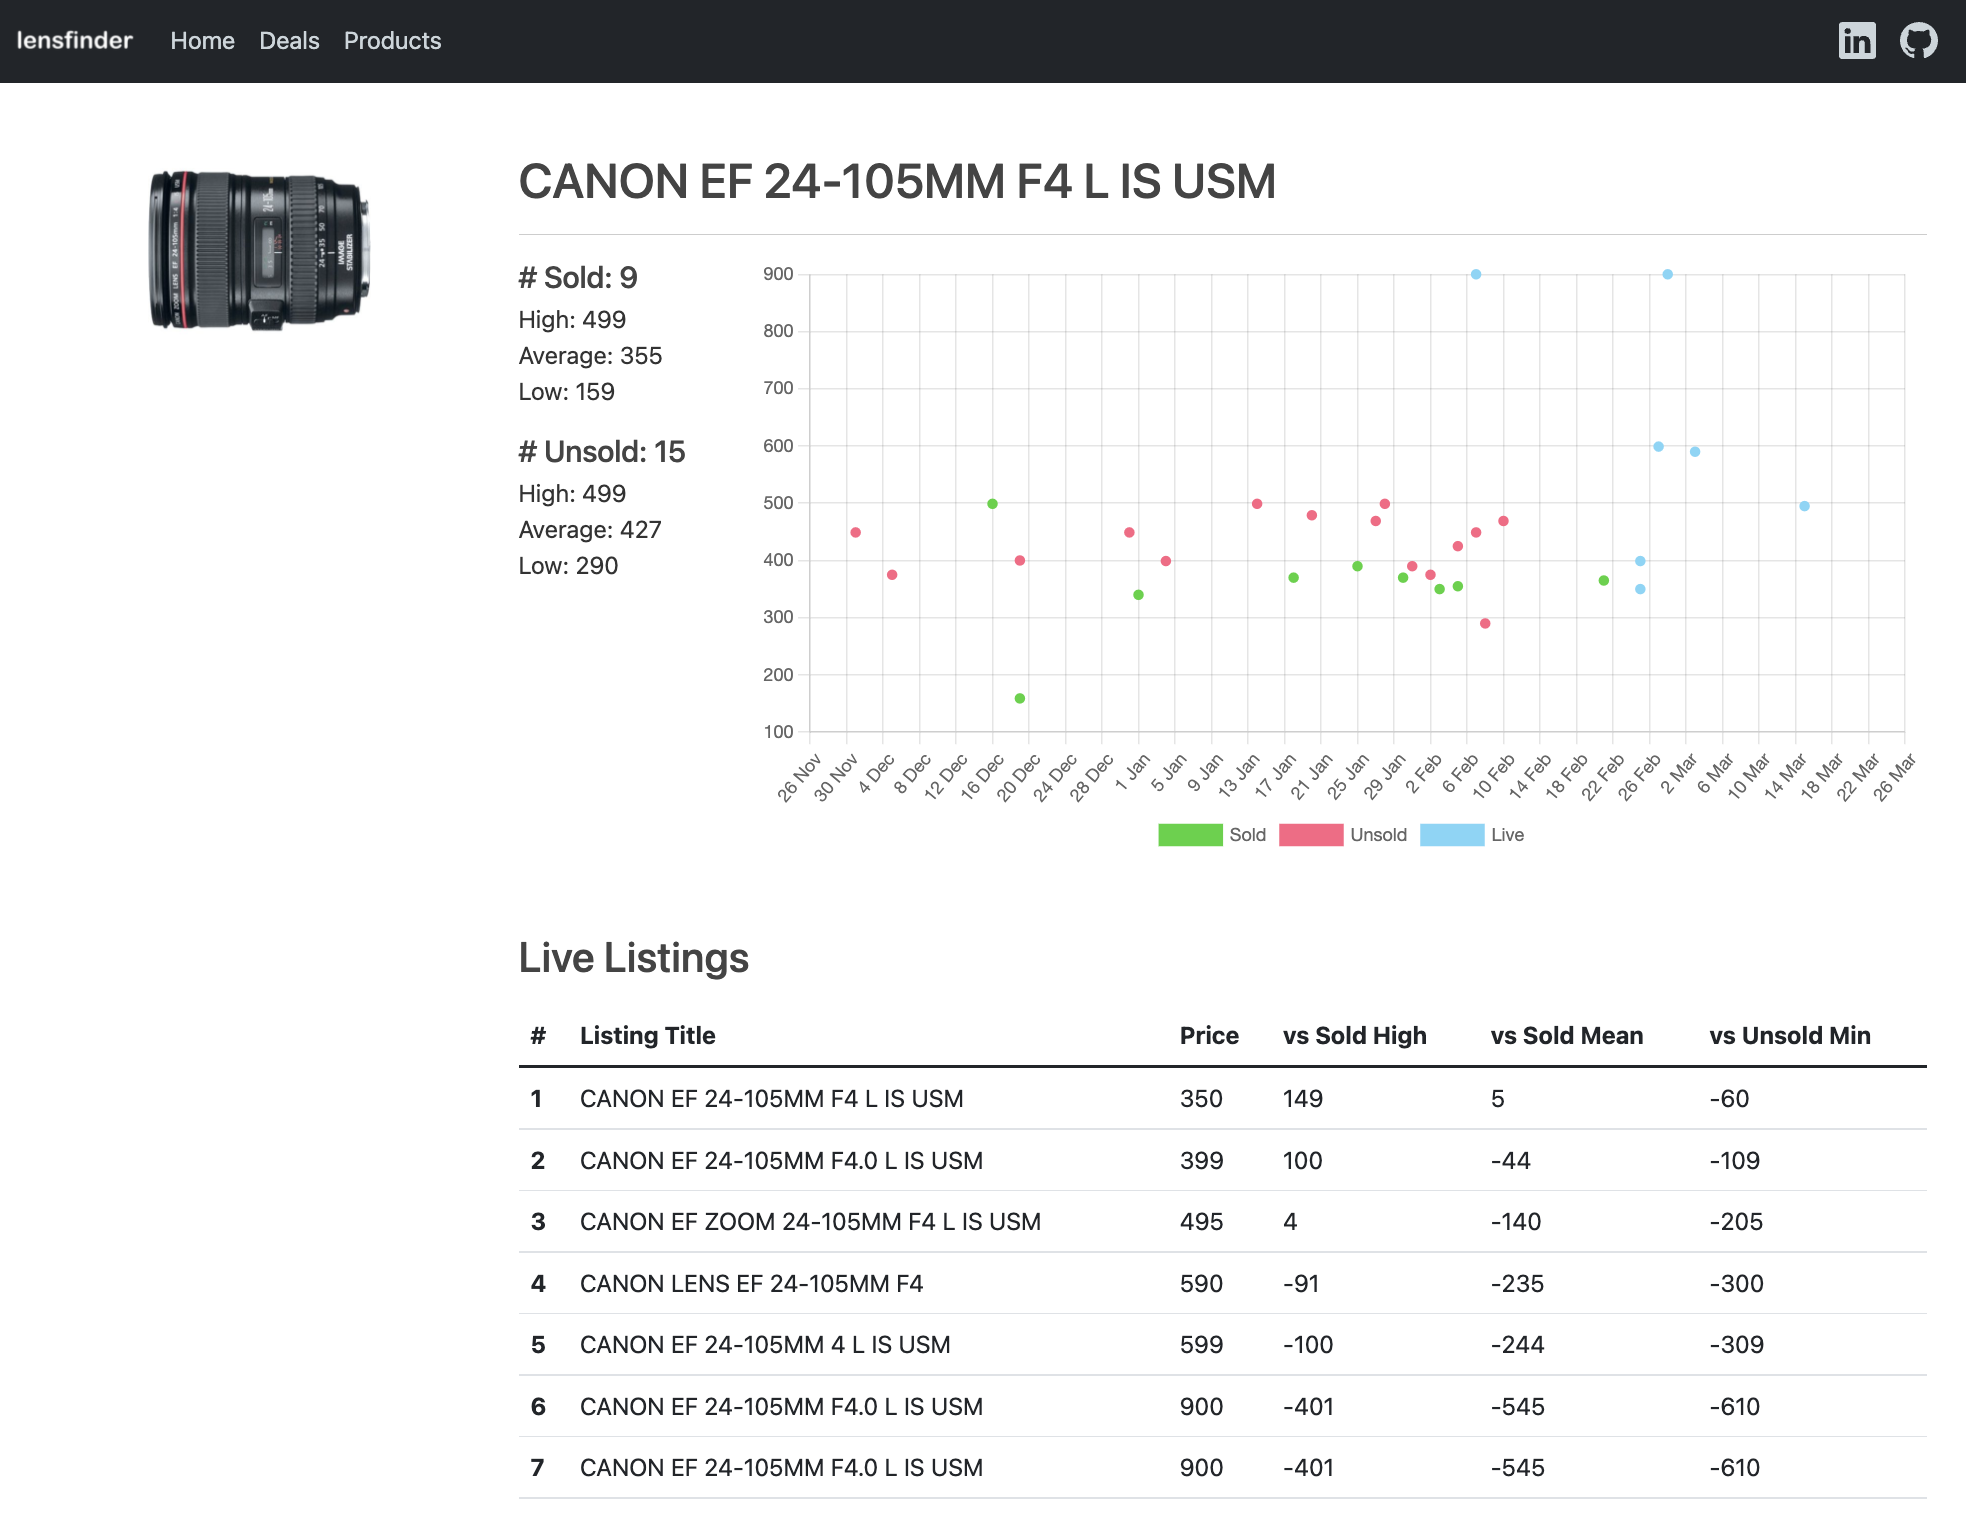 lensfinder Home Deals Products
CANON EF 24-105MM F4 L IS USM
# Sold: 9
High: 499
Average: 355
Low: 159
# Unsold: 15
High: 499
Average: 427
Low: 290
900
800
700
600
500
400
300
200
100
26 Nov 30 Nov 4 Dec 8 Dec 12 Dec 16 Dec 20 Dec 24 Dec 28 Dec 1 Jan 5 Jan 9 Jan 13 Jan 17 Jan 21 Jan 25 Jan 29 Jan 2 Feb 6 Feb 10 Feb 14 Feb 18 Feb 22 Feb 26 Feb 2 Mar 6 Mar 10 Mar 14 Mar 18 Mar 22 Mar 26 Mar
Sold Unsold Live
Live Listings
# Listing Title Price vs Sold High vs Sold Mean vs Unsold Min
1 CANON EF 24-105MM F4 L IS USM 350 149 5 -60
2 CANON EF 24-105MM F4.0 L IS USM 399 100 -44 -109
3 CANON EF ZOOM 24-105MM F4 L IS USM 495 4 -140 -205
4 CANON LENS EF 24-105MM F4 590 -91 -235 -300
5 CANON EF 24-105MM 4 L IS USM 599 -100 -244 -309
6 CANON EF 24-105MM F4.0 L IS USM 900 -401 -545 -610
7 CANON EF 24-105MM F4.0 L IS USM 900 -401 -545 -610
IMAGE
STABILIZER